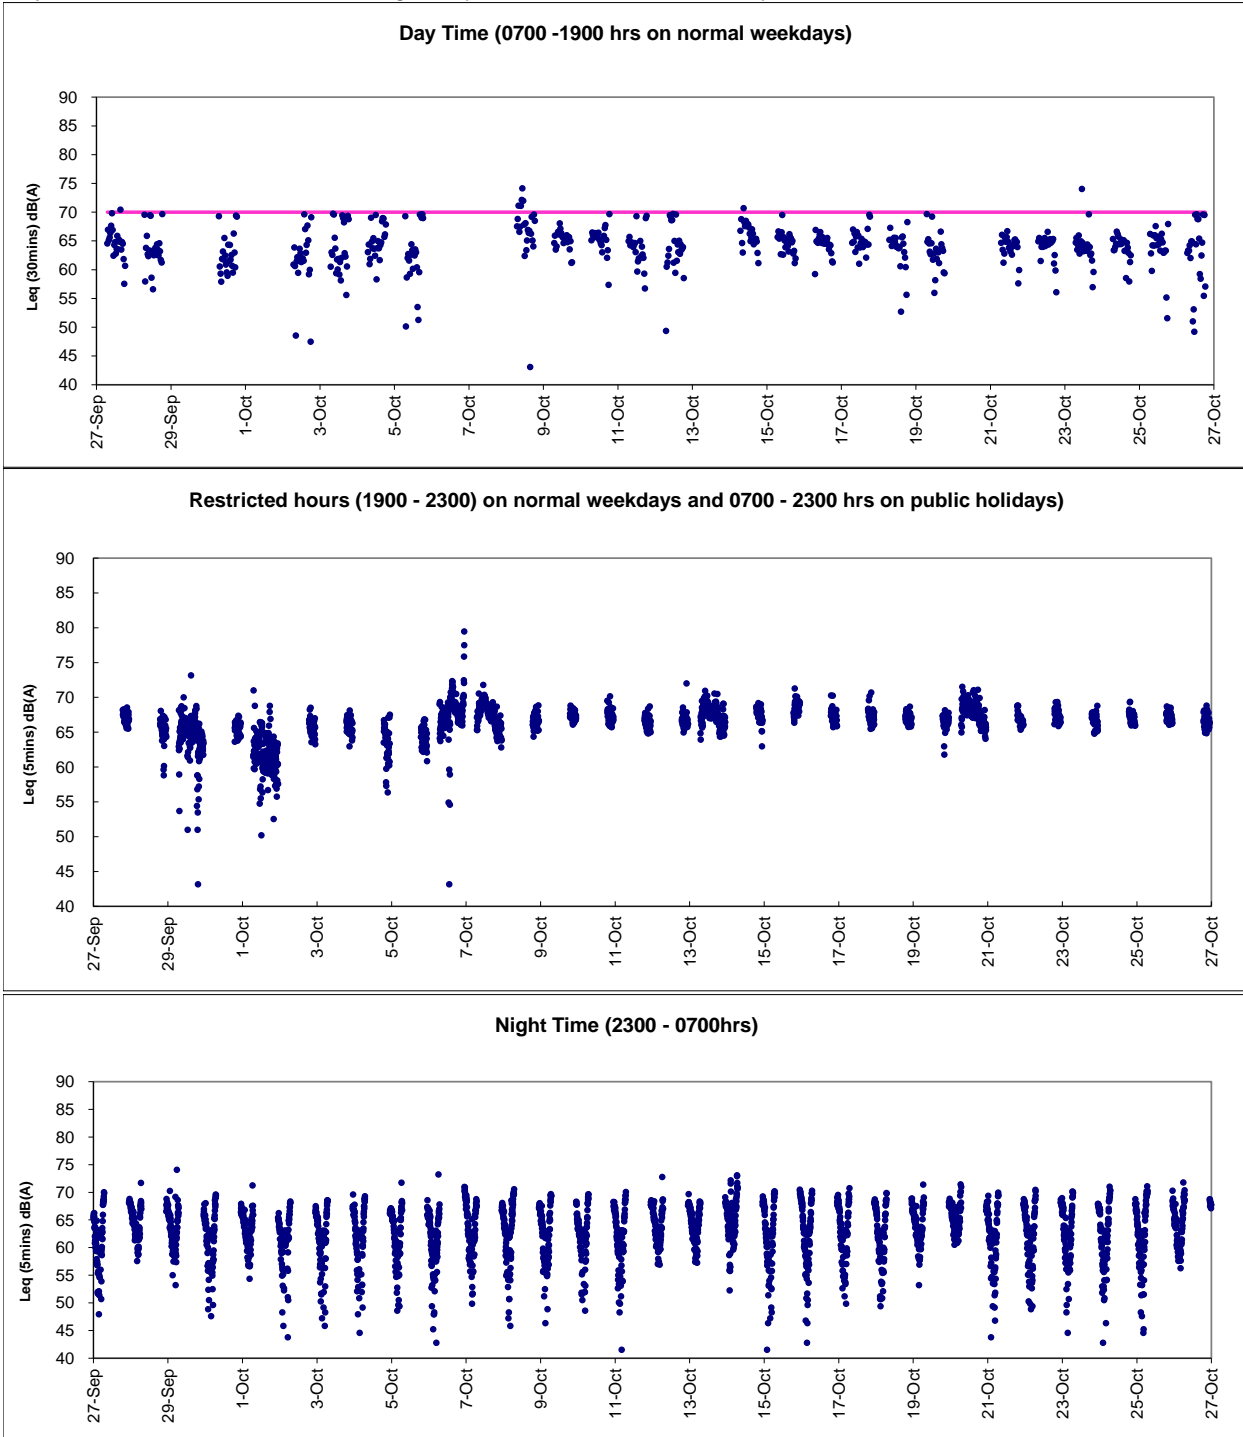 Day Time (0700 -1900 hrs on normal weekdays)
Leq (30mins) dB(A)
90
85
80
75
70
65
60
55
50
45
40
27-Sep
29-Sep
1-Oct
3-Oct
5-Oct
7-Oct
9-Oct
11-Oct
13-Oct
15-Oct
17-Oct
19-Oct
21-Oct
23-Oct
25-Oct
27-Oct
Restricted hours (1900 - 2300) on normal weekdays and 0700 - 2300 hrs on public holidays)
Leq (5mins) dB(A)
90
85
80
75
70
65
60
55
50
45
40
27-Sep
29-Sep
1-Oct
3-Oct
5-Oct
7-Oct
9-Oct
11-Oct
13-Oct
15-Oct
17-Oct
19-Oct
21-Oct
23-Oct
25-Oct
27-Oct
Night Time (2300 - 0700hrs)
Leq (5mins) dB(A)
90
85
80
75
70
65
60
55
50
45
40
27-Sep
29-Sep
1-Oct
3-Oct
5-Oct
7-Oct
9-Oct
11-Oct
13-Oct
15-Oct
17-Oct
19-Oct
21-Oct
23-Oct
25-Oct
27-Oct